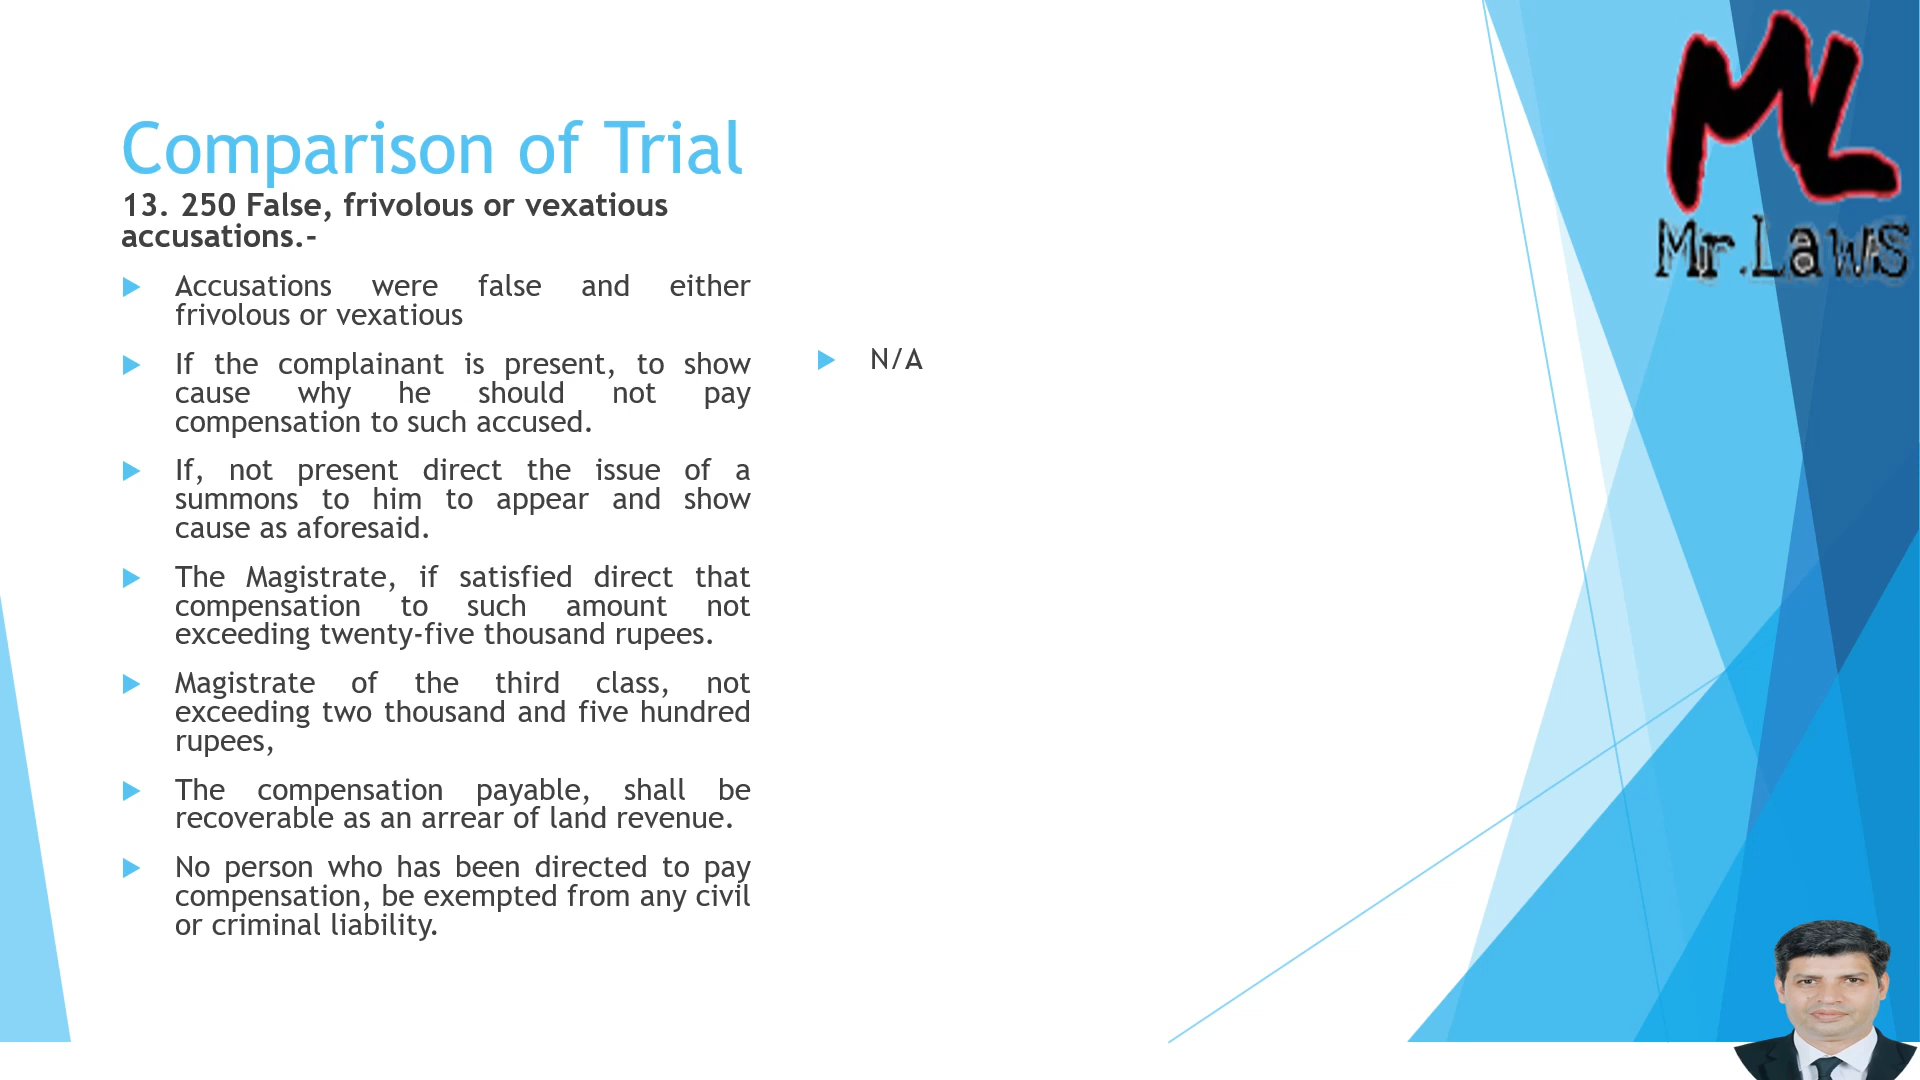 Comparison of Trial
13. 250 False, frivolous or vexatious
accusations.-
Accusations were false and either
frivolous or vexatious
If the complainant is present, to show
cause why he should not pay
compensation to such accused.
If, not present direct the issue of a
summons to him to appear and show
cause as aforesaid.
The Magistrate, if satisfied direct that
compensation to such amount not
exceeding twenty-five thousand rupees.
Magistrate of the third class, not
exceeding two thousand and five hundred
rupees,
The compensation payable, shall be
recoverable as an arrear of land revenue.
No person who has been directed to pay
compensation, be exempted from any civil
or criminal liability.
N/A
ML
Mr.Laws